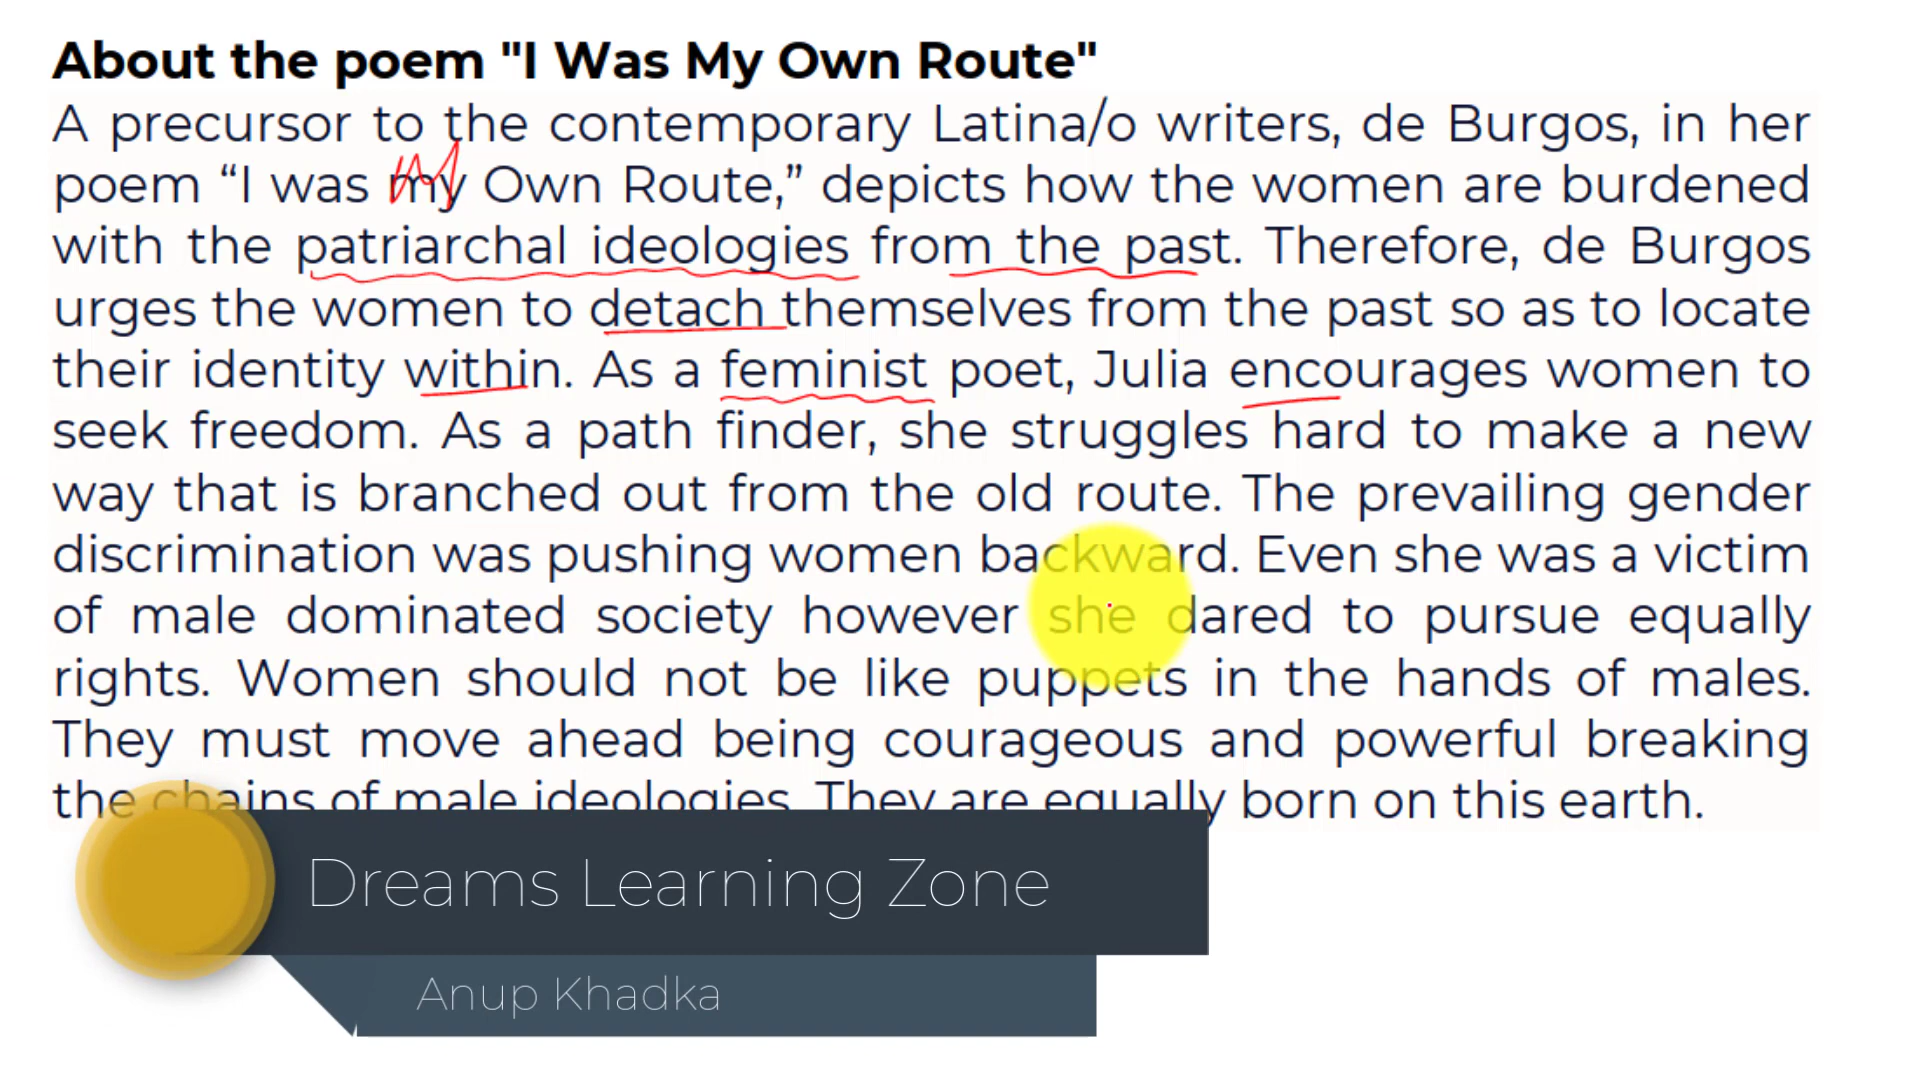 About the poem "I Was My Own Route"
A precursor to the contemporary Latina/o writers, de Burgos, in her
poem “I was my Own Route,” depicts how the women are burdened
with the patriarchal ideologies from the past. Therefore, de Burgos
urges the women to detach themselves from the past so as to locate
their identity within. As a feminist poet, Julia encourages women to
seek freedom. As a path finder, she struggles hard to make a new
way that is branched out from the old route. The prevailing gender
discrimination was pushing women backward. Even she was a victim
of male dominated society however she dared to pursue equally
rights. Women should not be like puppets in the hands of males.
They must move ahead being courageous and powerful breaking
the chains of male ideologies. They are equally born on this earth.
Dreams Learning Zone
Anup Khadka